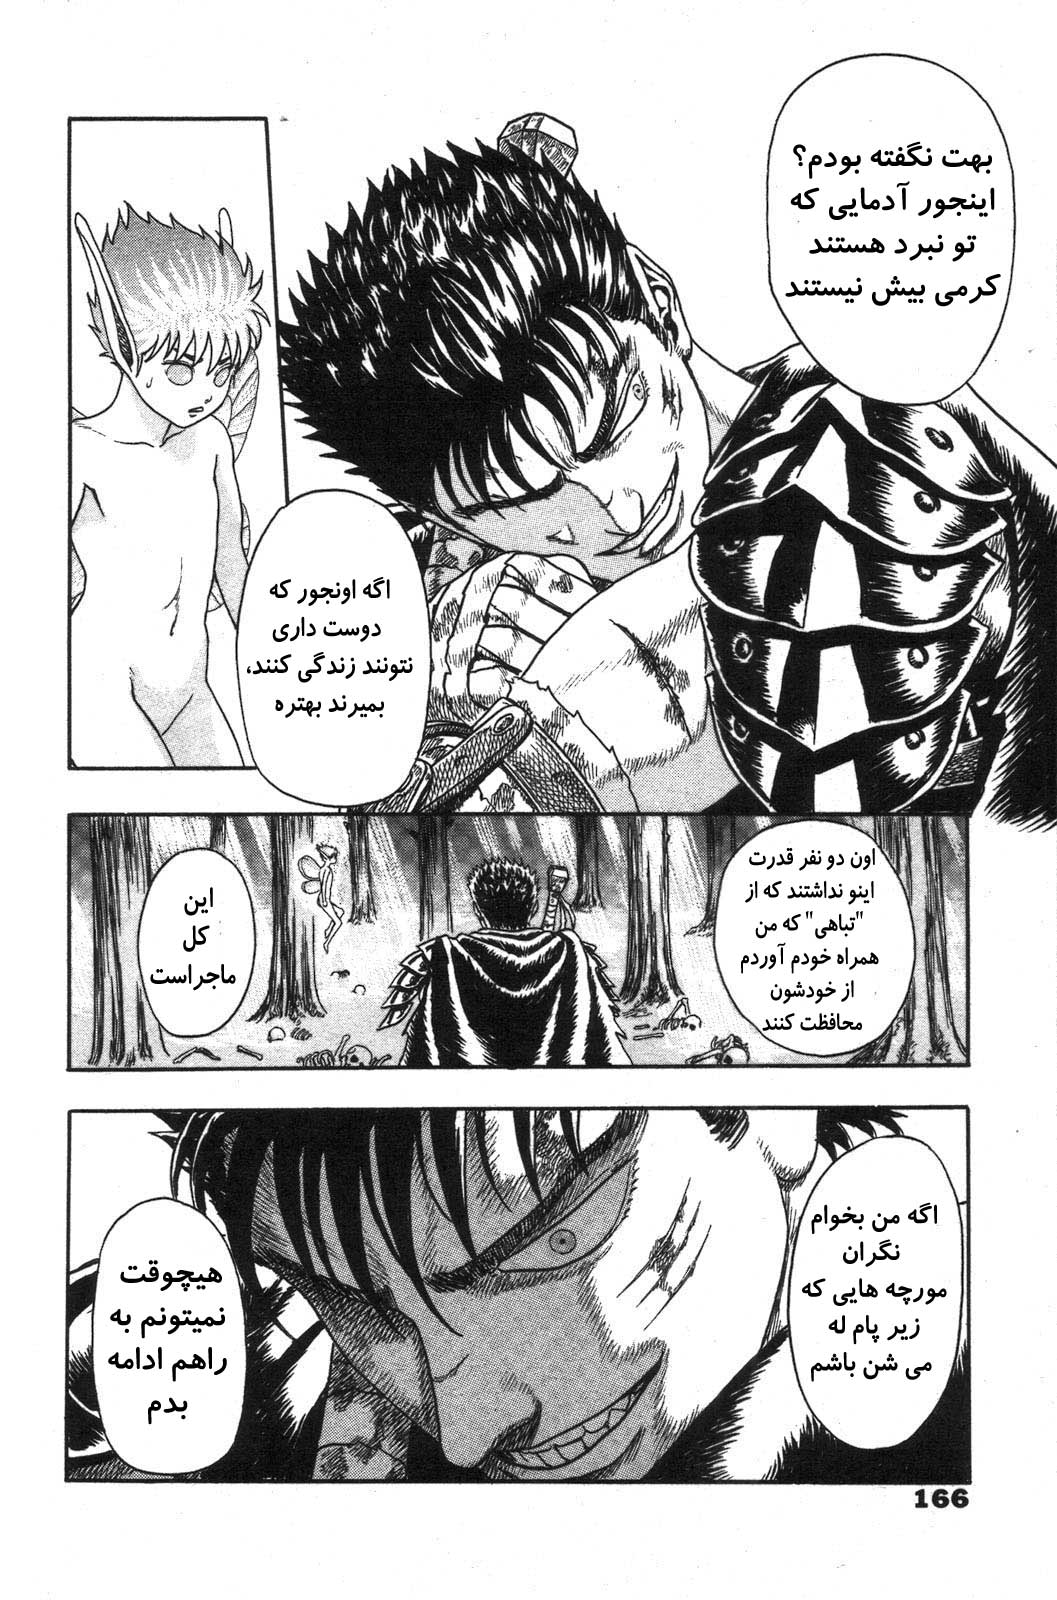 بهت نگفته بودم؟
اینجور آدمایی که
تو نبرد هستند
کرمی بیش نیستند
اگه اونجور که
دوست داری
نتونند زندگی کنند،
بمیرند بهتره
اون دو نفر قدرت
اینو نداشتند که از
"تباهی" که من
همراه خودم آوردم
از خودشون
محافظت کنند
این
کل
ماجراست
اگه من بخوام
نگران
مورچه هایی که
زیر پام له
می شن باشم
هیچوقت
نمیتونم به
راهم ادامه
بدم
166